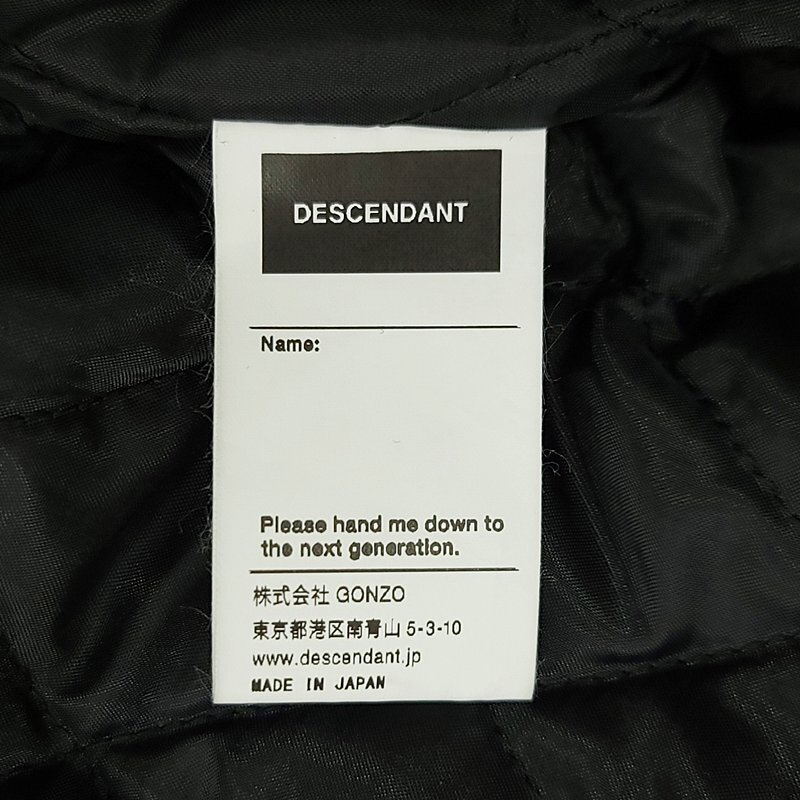 DESCENDANT
Name:
Please hand me down to
the next generation.
株式会社 GONZO
東京都港区南青山 5-3-10
www.descendant.jp
MADE IN JAPAN